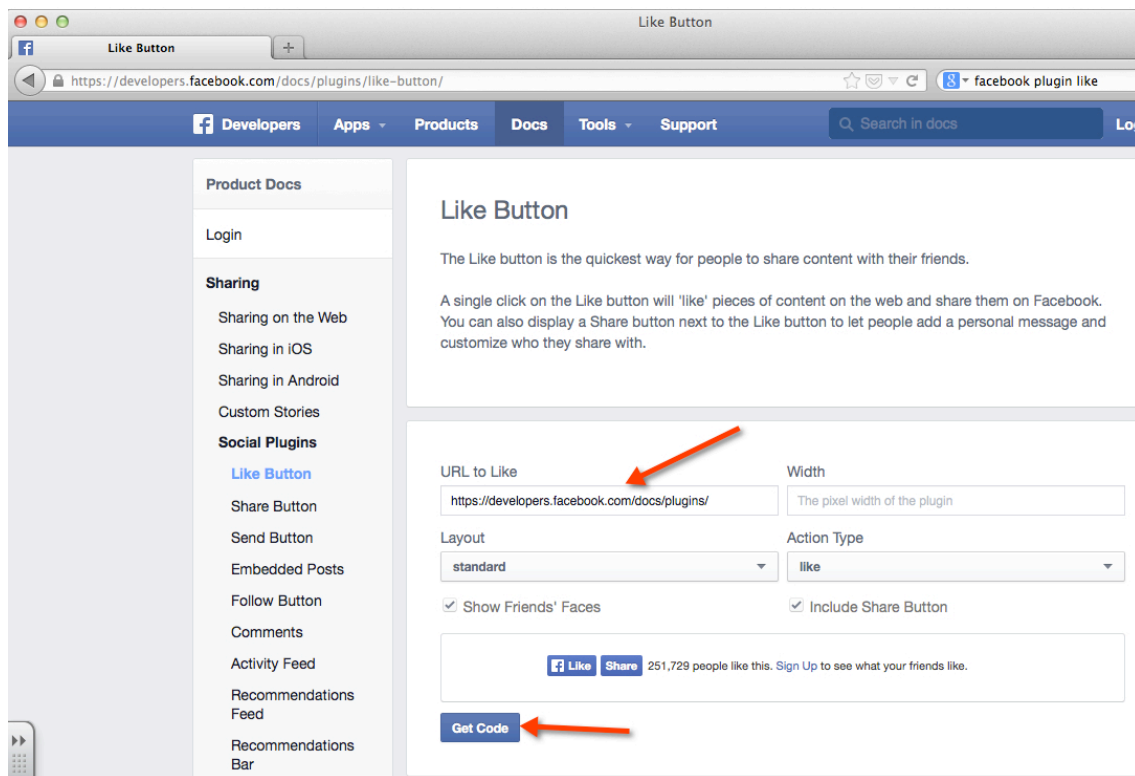 Like Button
Like Button
https://developers.facebook.com/docs/plugins/like-button/
facebook plugin like
Developers Apps Products Docs Tools Support Search in docs
Product Docs
Login
Sharing
Sharing on the Web
Sharing in iOS
Sharing in Android
Custom Stories
Social Plugins
Like Button
Share Button
Send Button
Embedded Posts
Follow Button
Comments
Activity Feed
Recommendations
Feed
Recommendations
Bar
Like Button
The Like button is the quickest way for people to share content with their friends.
A single click on the Like button will 'like' pieces of content on the web and share them on Facebook.
You can also display a Share button next to the Like button to let people add a personal message and
customize who they share with.
URL to Like
https://developers.facebook.com/docs/plugins/
Width
The pixel width of the plugin
Layout
standard
Action Type
like
Show Friends' Faces
Include Share Button
Like Share 251,729 people like this. Sign Up to see what your friends like.
Get Code